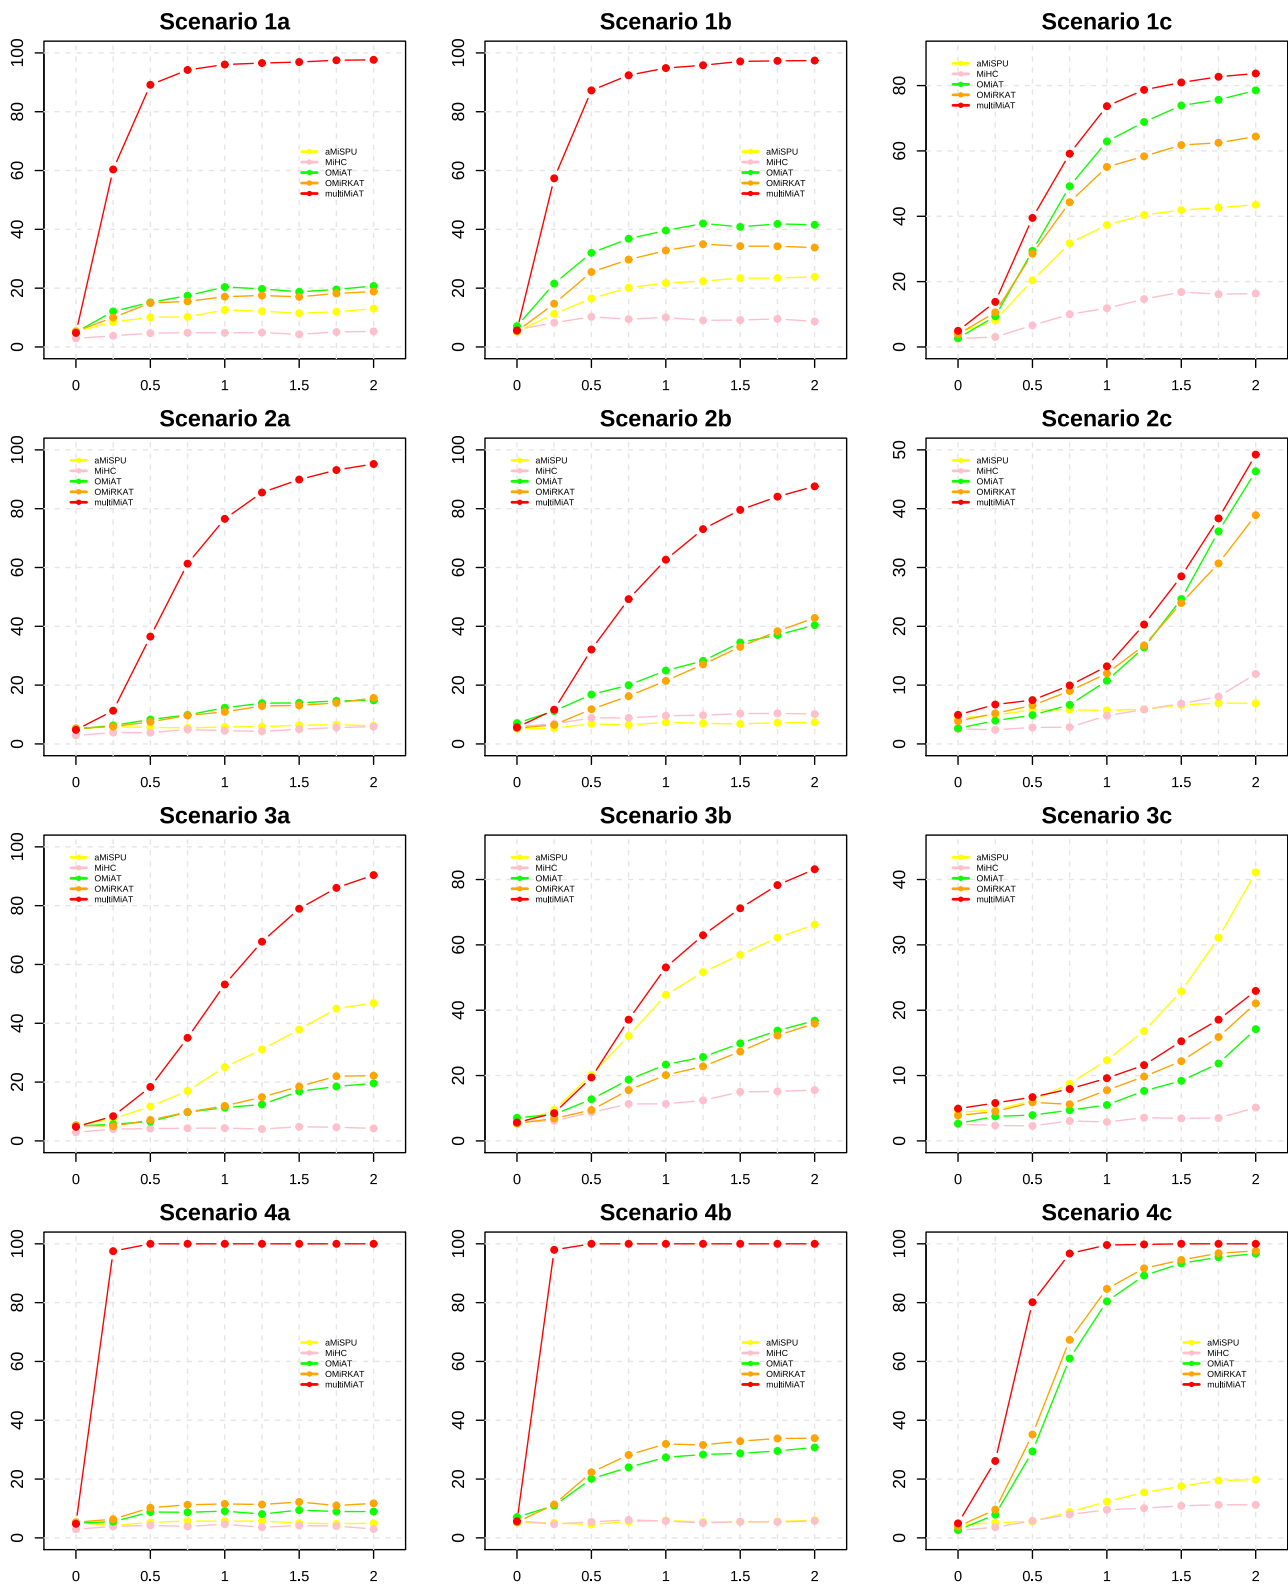 Scenario 1a
100
80
60
40
20
0
aMiSPU
MiHC
OMiAT
OMiRKAT
multiMiAT
0 0.5 1 1.5 2
Scenario 1b
100
80
60
40
20
0
aMiSPU
MiHC
OMiAT
OMiRKAT
multiMiAT
0 0.5 1 1.5 2
Scenario 1c
80
60
40
20
0
aMiSPU
MiHC
OMiAT
OMiRKAT
multiMiAT
0 0.5 1 1.5 2
Scenario 2a
100
80
60
40
20
0
aMiSPU
MiHC
OMiAT
OMiRKAT
multiMiAT
0 0.5 1 1.5 2
Scenario 2b
100
80
60
40
20
0
aMiSPU
MiHC
OMiAT
OMiRKAT
multiMiAT
0 0.5 1 1.5 2
Scenario 2c
50
40
30
20
10
0
aMiSPU
MiHC
OMiAT
OMiRKAT
multiMiAT
0 0.5 1 1.5 2
Scenario 3a
100
80
60
40
20
0
aMiSPU
MiHC
OMiAT
OMiRKAT
multiMiAT
0 0.5 1 1.5 2
Scenario 3b
80
60
40
20
0
aMiSPU
MiHC
OMiAT
OMiRKAT
multiMiAT
0 0.5 1 1.5 2
Scenario 3c
40
30
20
10
0
aMiSPU
MiHC
OMiAT
OMiRKAT
multiMiAT
0 0.5 1 1.5 2
Scenario 4a
100
80
60
40
20
0
aMiSPU
MiHC
OMiAT
OMiRKAT
multiMiAT
0 0.5 1 1.5 2
Scenario 4b
100
80
60
40
20
0
aMiSPU
MiHC
OMiAT
OMiRKAT
multiMiAT
0 0.5 1 1.5 2
Scenario 4c
100
80
60
40
20
0
aMiSPU
MiHC
OMiAT
OMiRKAT
multiMiAT
0 0.5 1 1.5 2